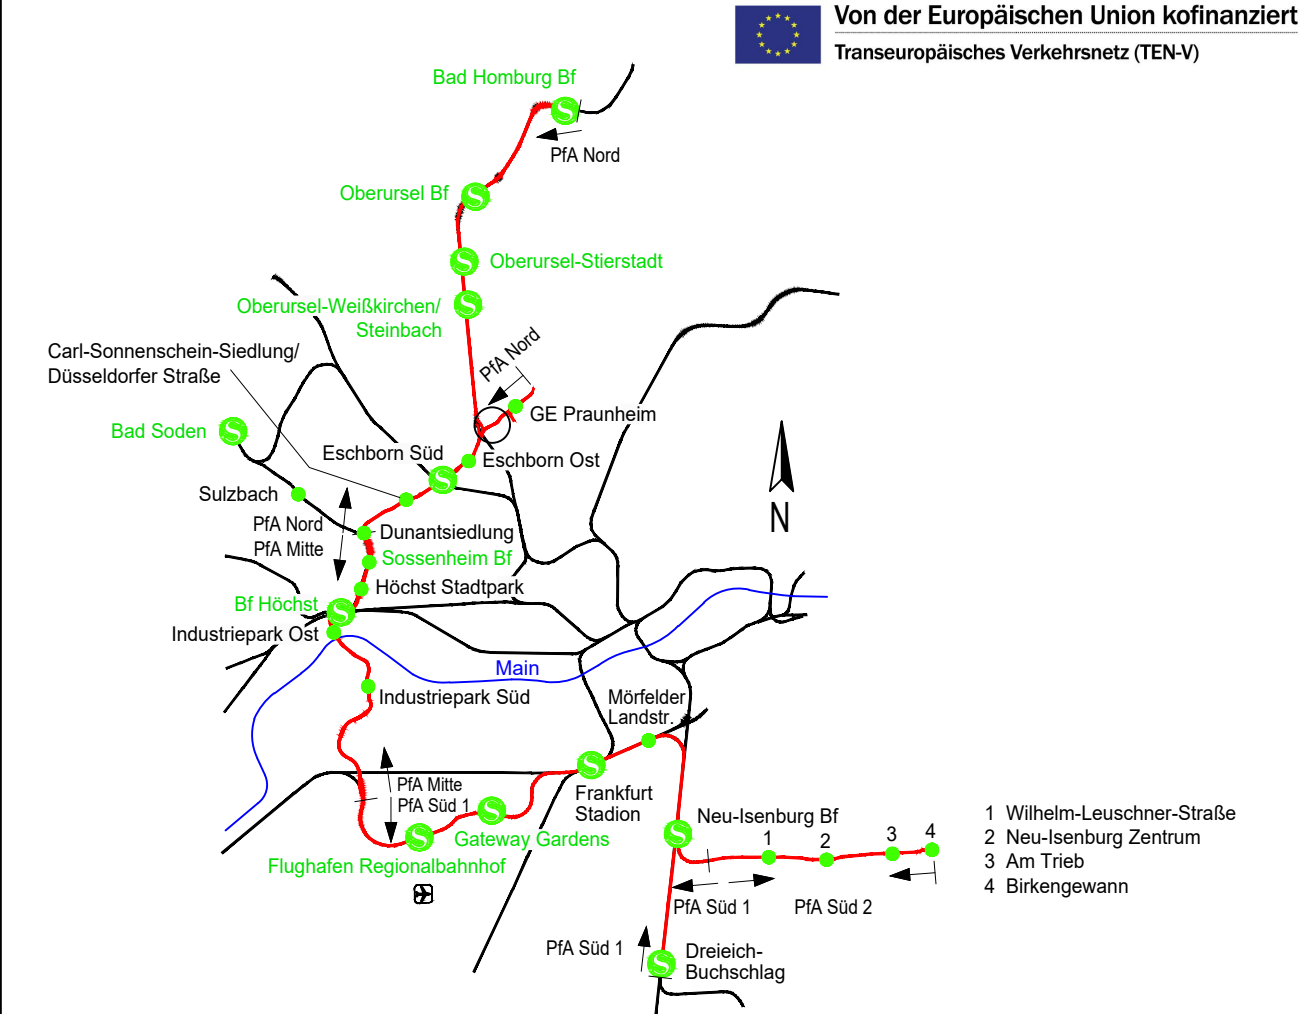 Von der Europäischen Union kofinanziert
Transeuropäisches Verkehrsnetz (TEN-V)
Bad Homburg Bf
PfA Nord
Oberursel Bf
Oberursel-Stierstadt
Oberursel-Weißkirchen/
Steinbach
PfA Nord
Carl-Sonnenschein-Siedlung/
Düsseldorfer Straße
GE Praunheim
Bad Soden
Eschborn Süd
Eschborn Ost
Sulzbach
PfA Nord
PfA Mitte
Dunantsiedlung
Sossenheim Bf
Höchst Stadtpark
N
Bf Höchst
Industriepark Ost
Main
Industriepark Süd
Mörfelder
Landstr.
PfA Mitte
PfA Süd 1
Frankfurt
Stadion
Gateway Gardens
Flughafen Regionalbahnhof
Neu-Isenburg Bf
1
2
3
4
PfA Süd 1
PfA Süd 2
PfA Süd 1
Dreieich-
Buchschlag
1 Wilhelm-Leuschner-Straße
2 Neu-Isenburg Zentrum
3 Am Trieb
4 Birkengewann